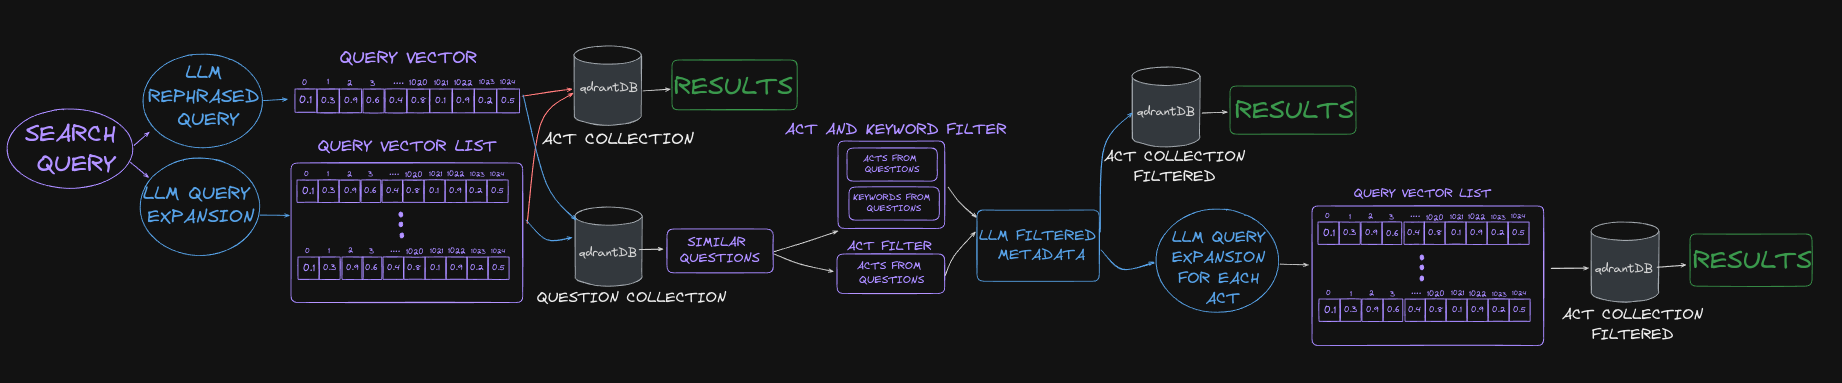 SEARCH
QUERY
LLM
REPHRASED
QUERY
LLM QUERY
EXPANSION
QUERY VECTOR
0 1 2 3 .... 1020 1021 1022 1023 1024
0.1 0.3 0.9 0.6 0.4 0.8 0.1 0.9 0.2 0.5
QUERY VECTOR LIST
0 1 2 3 .... 1020 1021 1022 1023 1024
0.1 0.3 0.9 0.6 0.4 0.8 0.1 0.9 0.2 0.5
0 1 2 3 .... 1020 1021 1022 1023 1024
0.1 0.3 0.9 0.6 0.4 0.8 0.1 0.9 0.2 0.5
qdrantDB
ACT COLLECTION
RESULTS
qdrantDB
QUESTION COLLECTION
SIMILAR
QUESTIONS
ACT AND KEYWORD FILTER
ACTS FROM
QUESTIONS
KEYWORDS FROM
QUESTIONS
ACT FILTER
ACTS FROM
QUESTIONS
LLM FILTERED
METADATA
qdrantDB
ACT COLLECTION
FILTERED
RESULTS
LLM QUERY
EXPANSION
FOR EACH
ACT
QUERY VECTOR LIST
0 1 2 3 .... 1020 1021 1022 1023 1024
0.1 0.3 0.9 0.6 0.4 0.8 0.1 0.9 0.2 0.5
0 1 2 3 .... 1020 1021 1022 1023 1024
0.1 0.3 0.9 0.6 0.4 0.8 0.1 0.9 0.2 0.5
qdrantDB
ACT COLLECTION
FILTERED
RESULTS